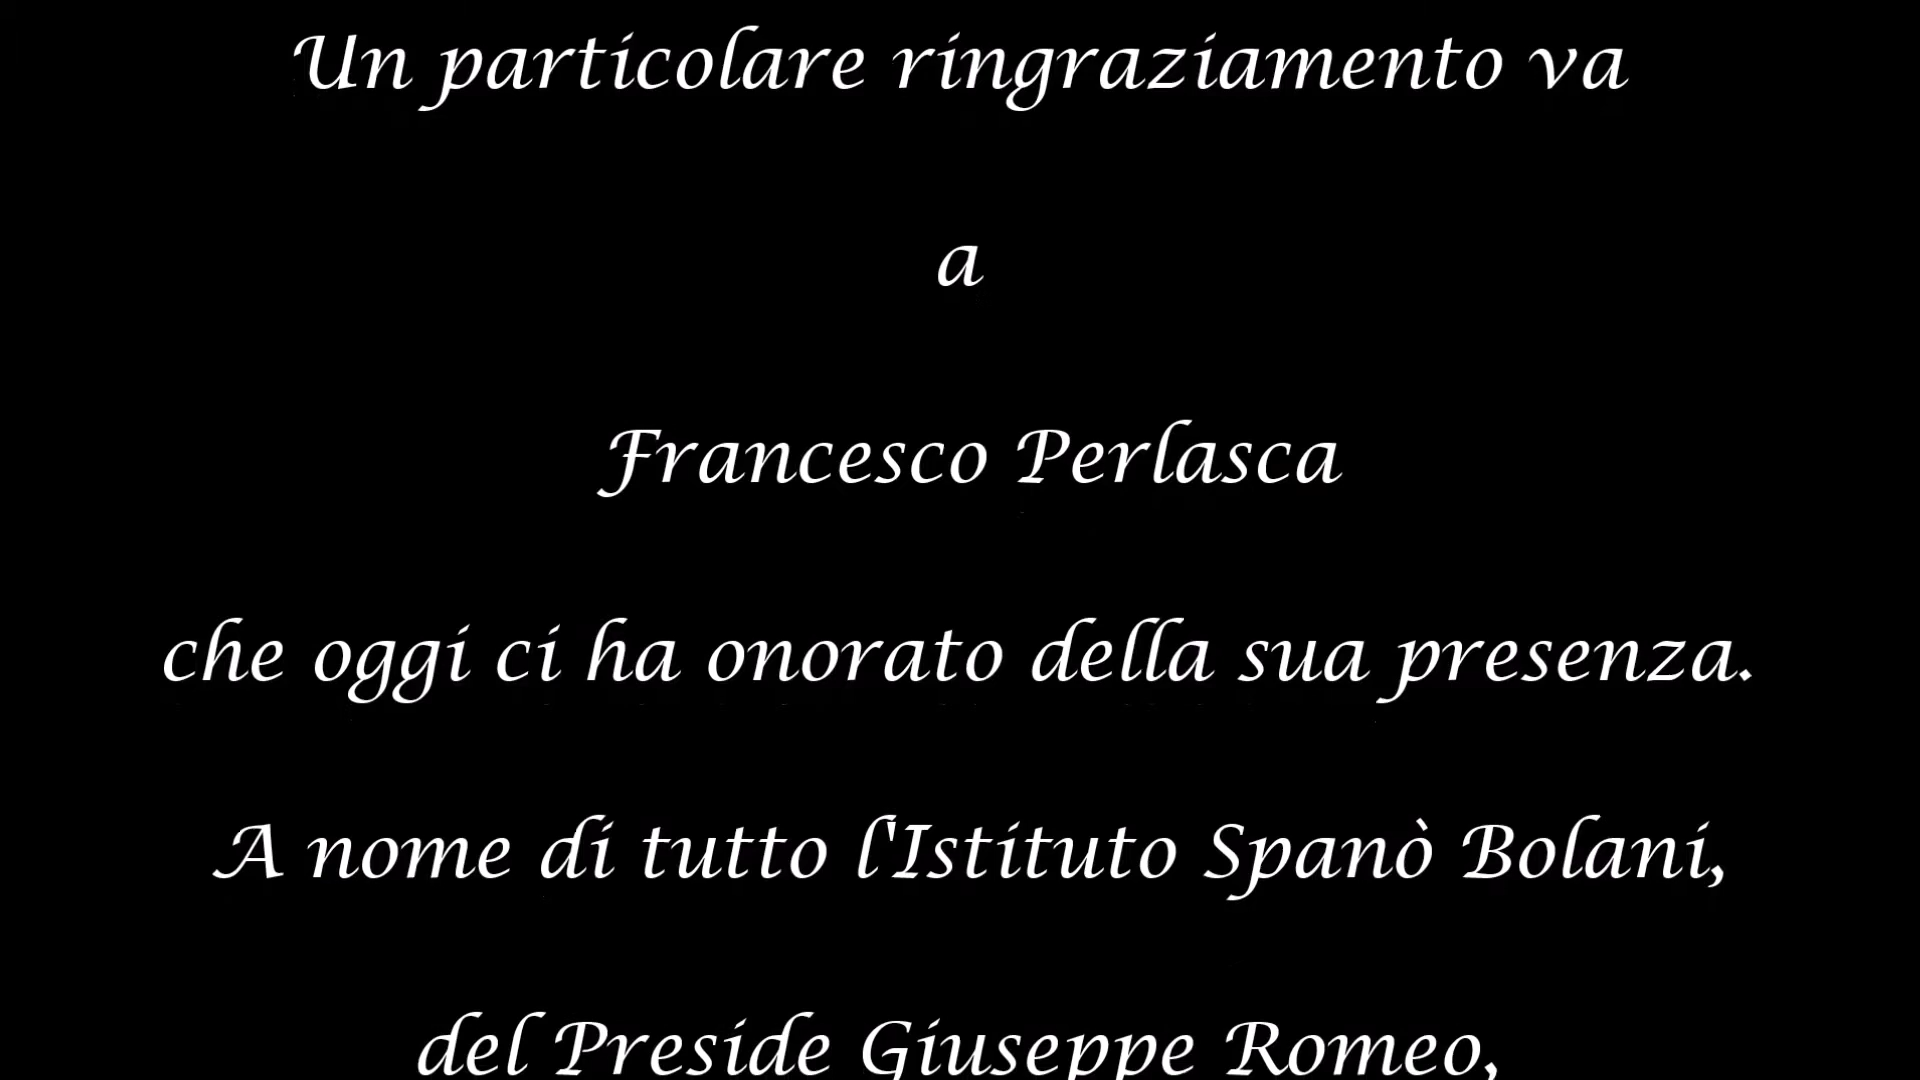 Un particolare ringraziamento va
a
Francesco Perlasca
che oggi ci ha onorato della sua presenza.
A nome di tutto l'Istituto Spanò Bolani,
del Preside Giuseppe Romeo,